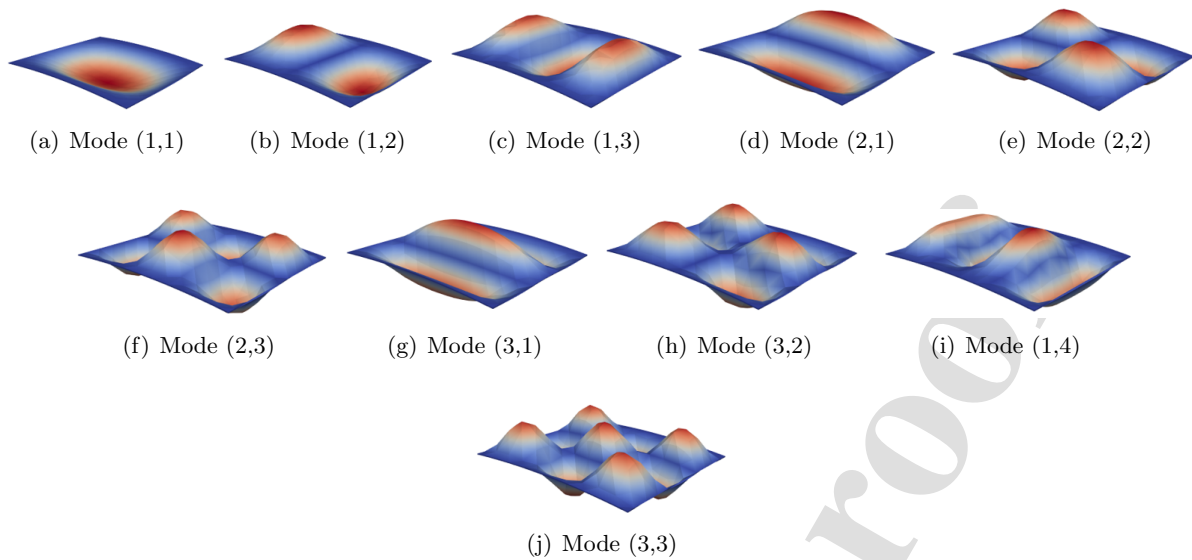 (a) Mode (1,1)
(b) Mode (1,2)
(c) Mode (1,3)
(d) Mode (2,1)
(e) Mode (2,2)
(f) Mode (2,3)
(g) Mode (3,1)
(h) Mode (3,2)
(i) Mode (1,4)
(j) Mode (3,3)
roo